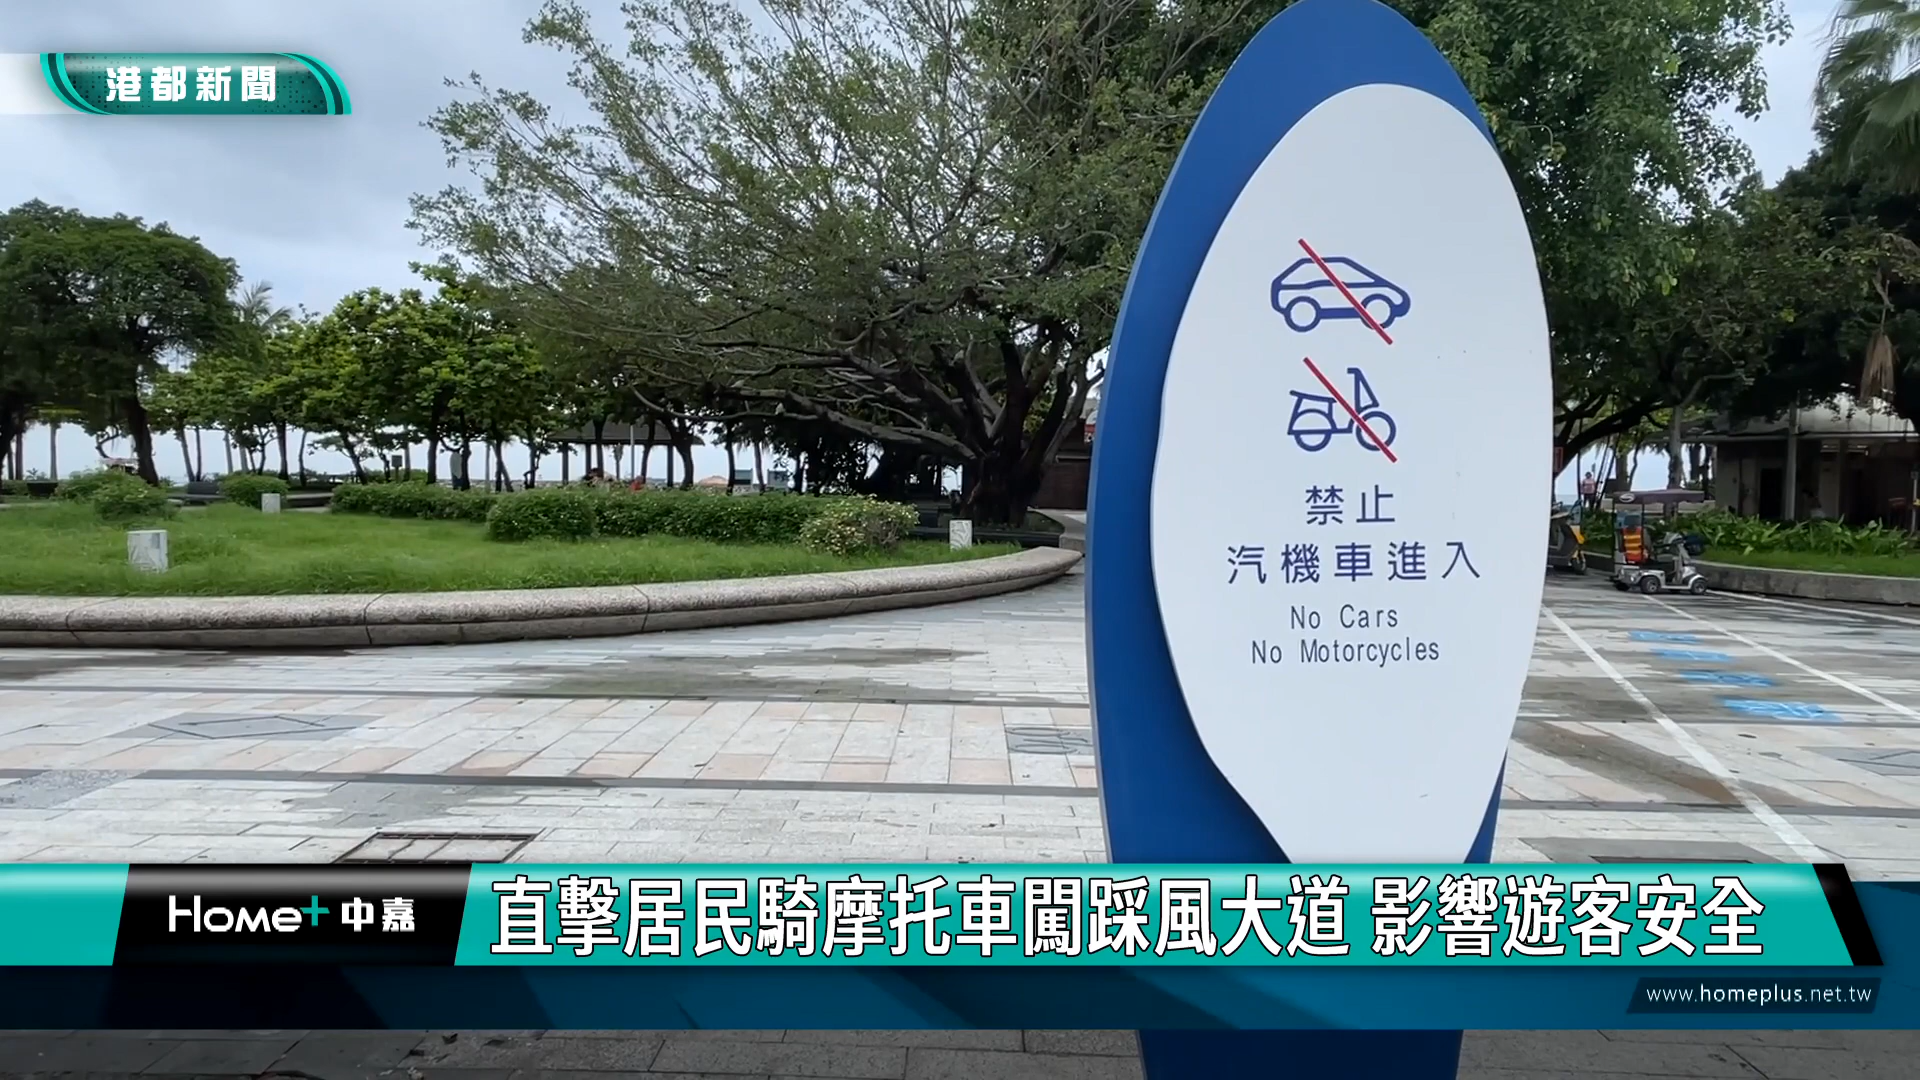 港都新聞
禁止
汽機車進入
No Cars
No Motorcycles
Home+ 中嘉
直擊居民騎摩托車闖踩風大道 影響遊客安全
www.homeplus.net.tw